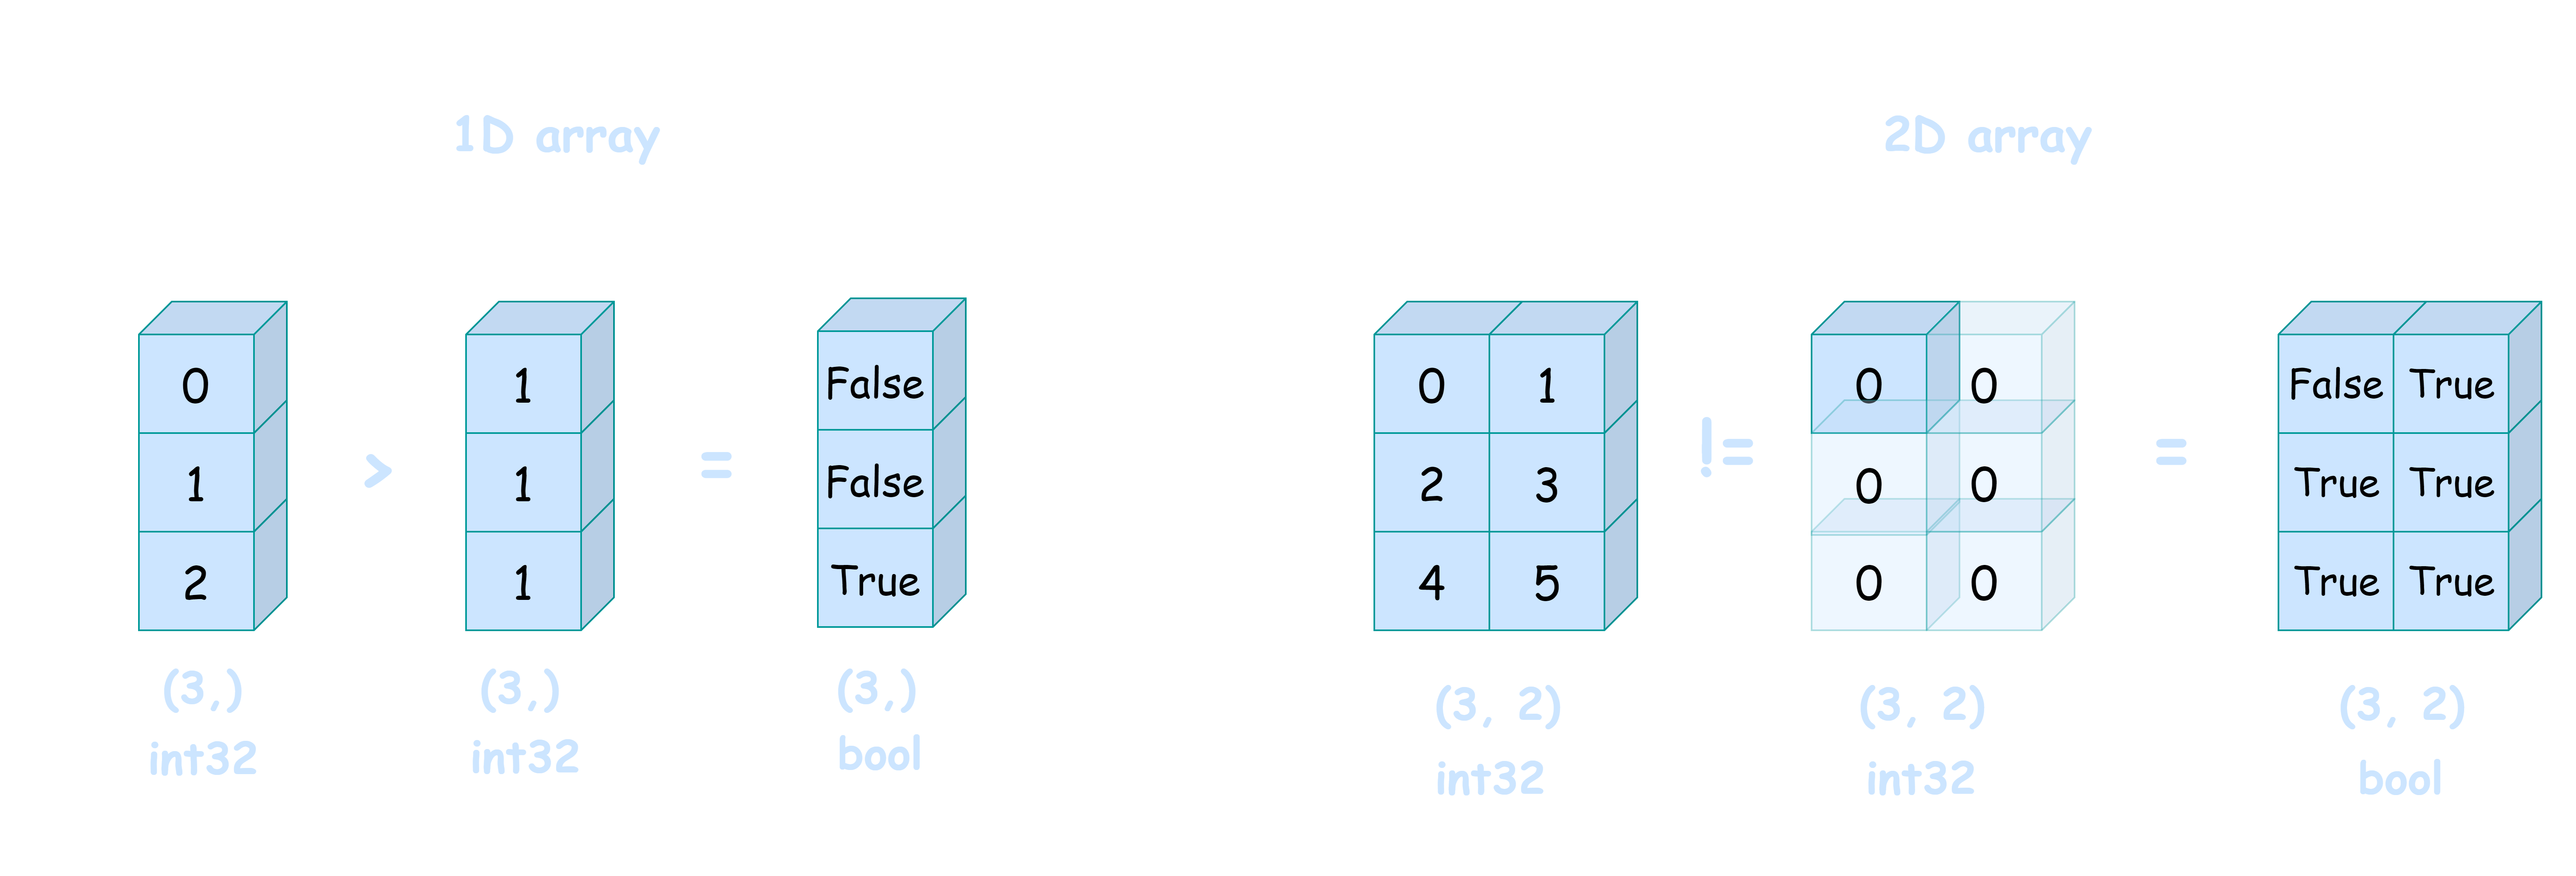 1D array
0
1
2
>
1
1
1
=
False
False
True
(3,)
int32
(3,)
int32
(3,)
bool
2D array
0 1
2 3
4 5
!=
0 0
0 0
0 0
=
False True
True True
True True
(3, 2)
int32
(3, 2)
int32
(3, 2)
bool